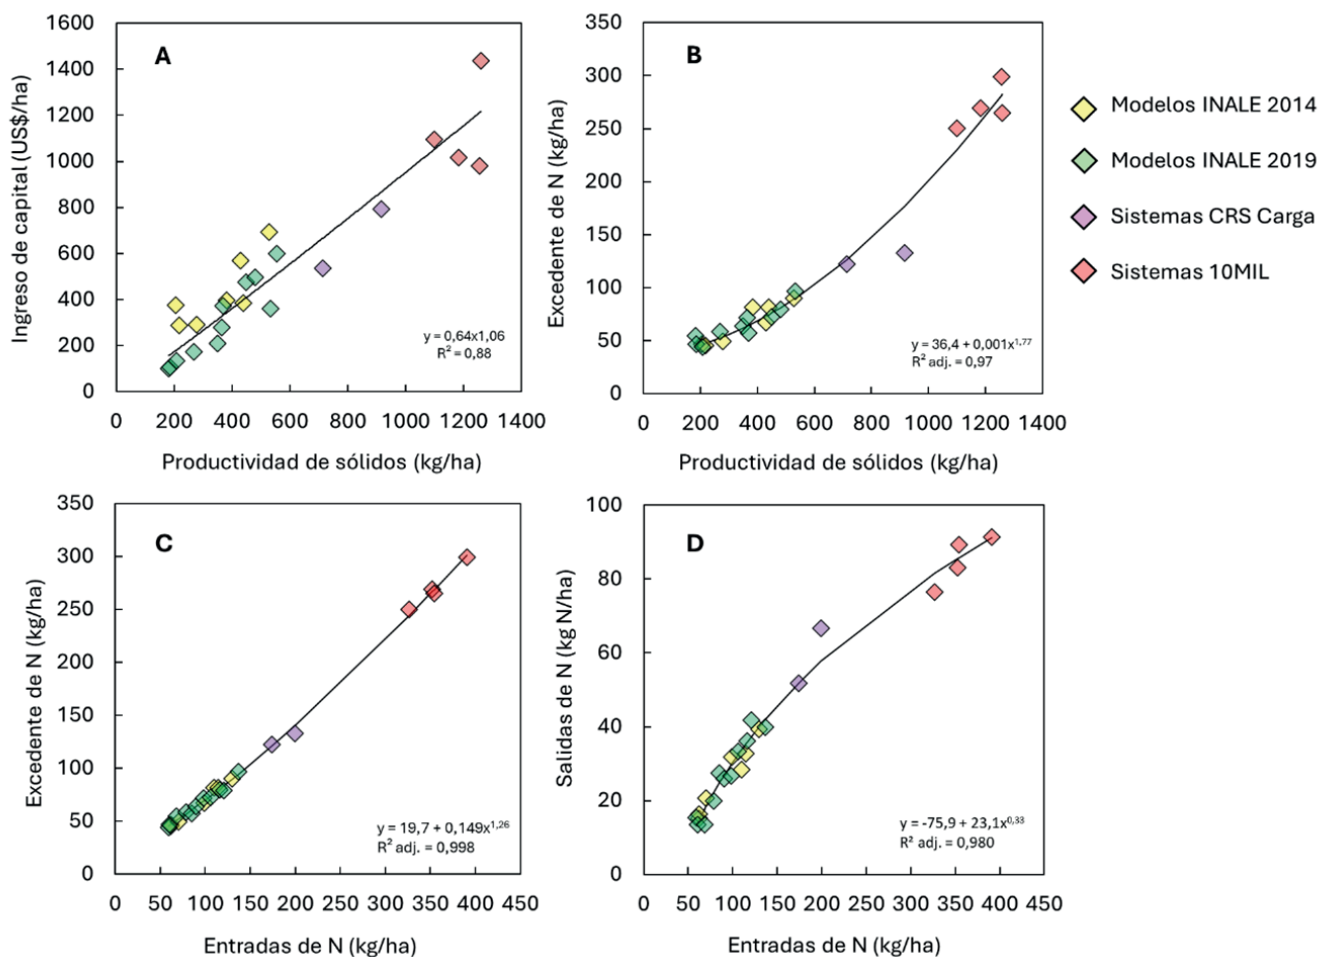 A
Ingreso de capital (US$/ha)
1600
1400
1200
1000
800
600
400
200
0
y = 0,64x1,06
R² = 0,88
0 200 400 600 800 1000 1200 1400
Productividad de sólidos (kg/ha)
B
Excedente de N (kg/ha)
350
300
250
200
150
100
50
0
y = 36,4 + 0,001x¹,⁷⁷
R² adj. = 0,97
0 200 400 600 800 1000 1200 1400
Productividad de sólidos (kg/ha)
Modelos INALE 2014
Modelos INALE 2019
Sistemas CRS Carga
Sistemas 10MIL
C
Excedente de N (kg/ha)
350
300
250
200
150
100
50
0
y = 19,7 + 0,149x¹,²⁶
R² adj. = 0,998
0 50 100 150 200 250 300 350 400 450
Entradas de N (kg/ha)
D
Salidas de N (kg N/ha)
100
80
60
40
20
0
y = -75,9 + 23,1x⁰,³³
R² adj. = 0,980
0 50 100 150 200 250 300 350 400 450
Entradas de N (kg/ha)